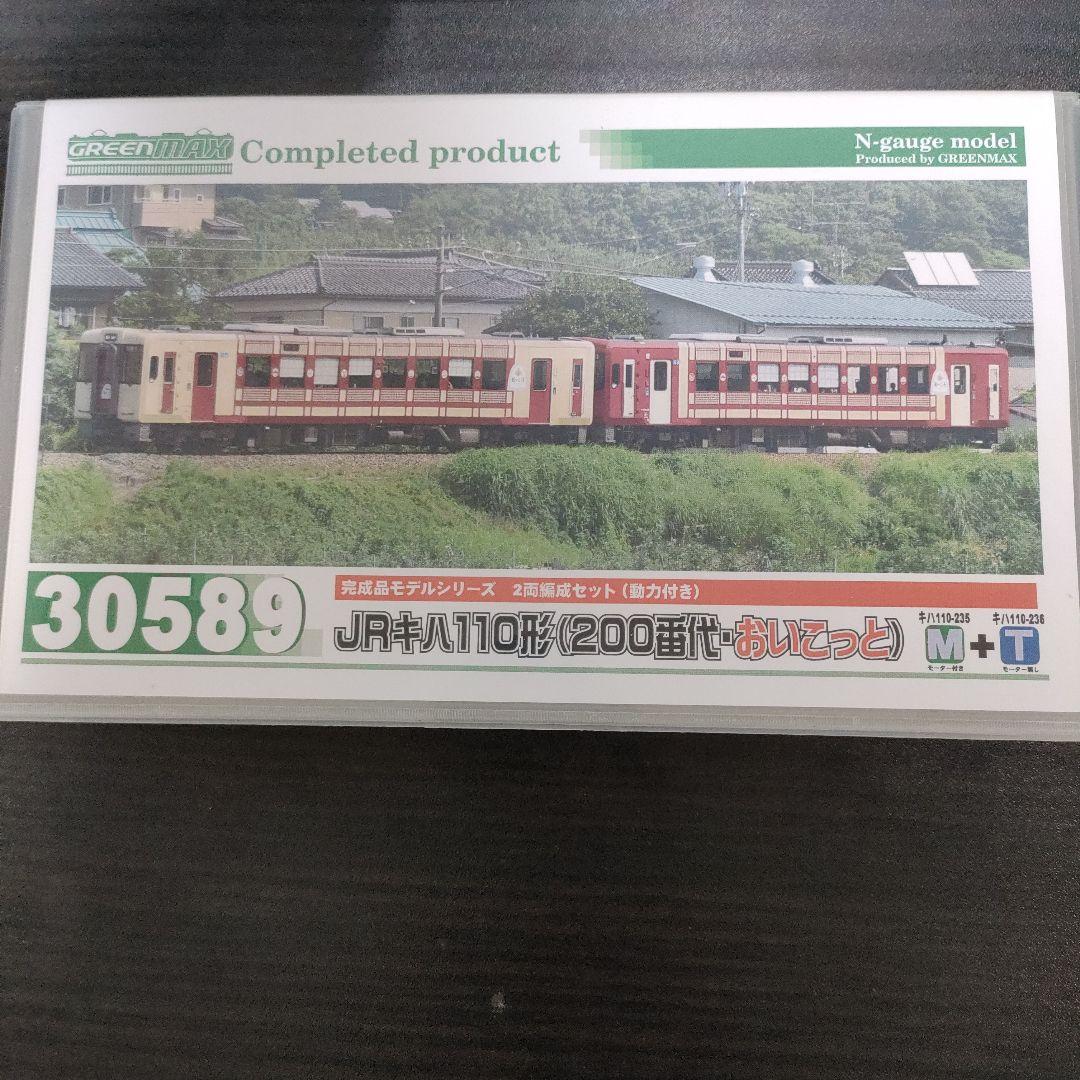 GREENMAX Completed product
N-gauge model
Produced by GREENMAX
30589
完成品モデルシリーズ 2両編成セット(動力付き)
JRキハ110形(200番代・おいこっと)
キハ110-235 キハ110-236
M+T
モーター付き モーター無し